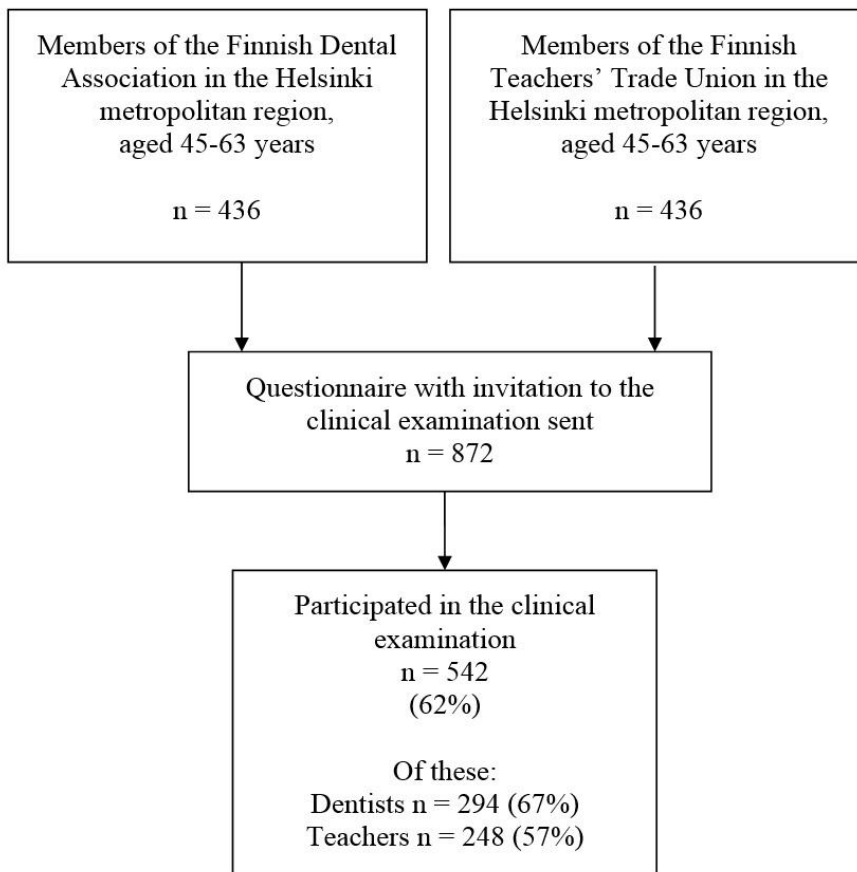 Members of the Finnish Dental
Association in the Helsinki
metropolitan region,
aged 45-63 years
n = 436
Members of the Finnish
Teachers’ Trade Union in the
Helsinki metropolitan region,
aged 45-63 years
n = 436
Questionnaire with invitation to the
clinical examination sent
n = 872
Participated in the clinical
examination
n = 542
(62%)
Of these:
Dentists n = 294 (67%)
Teachers n = 248 (57%)